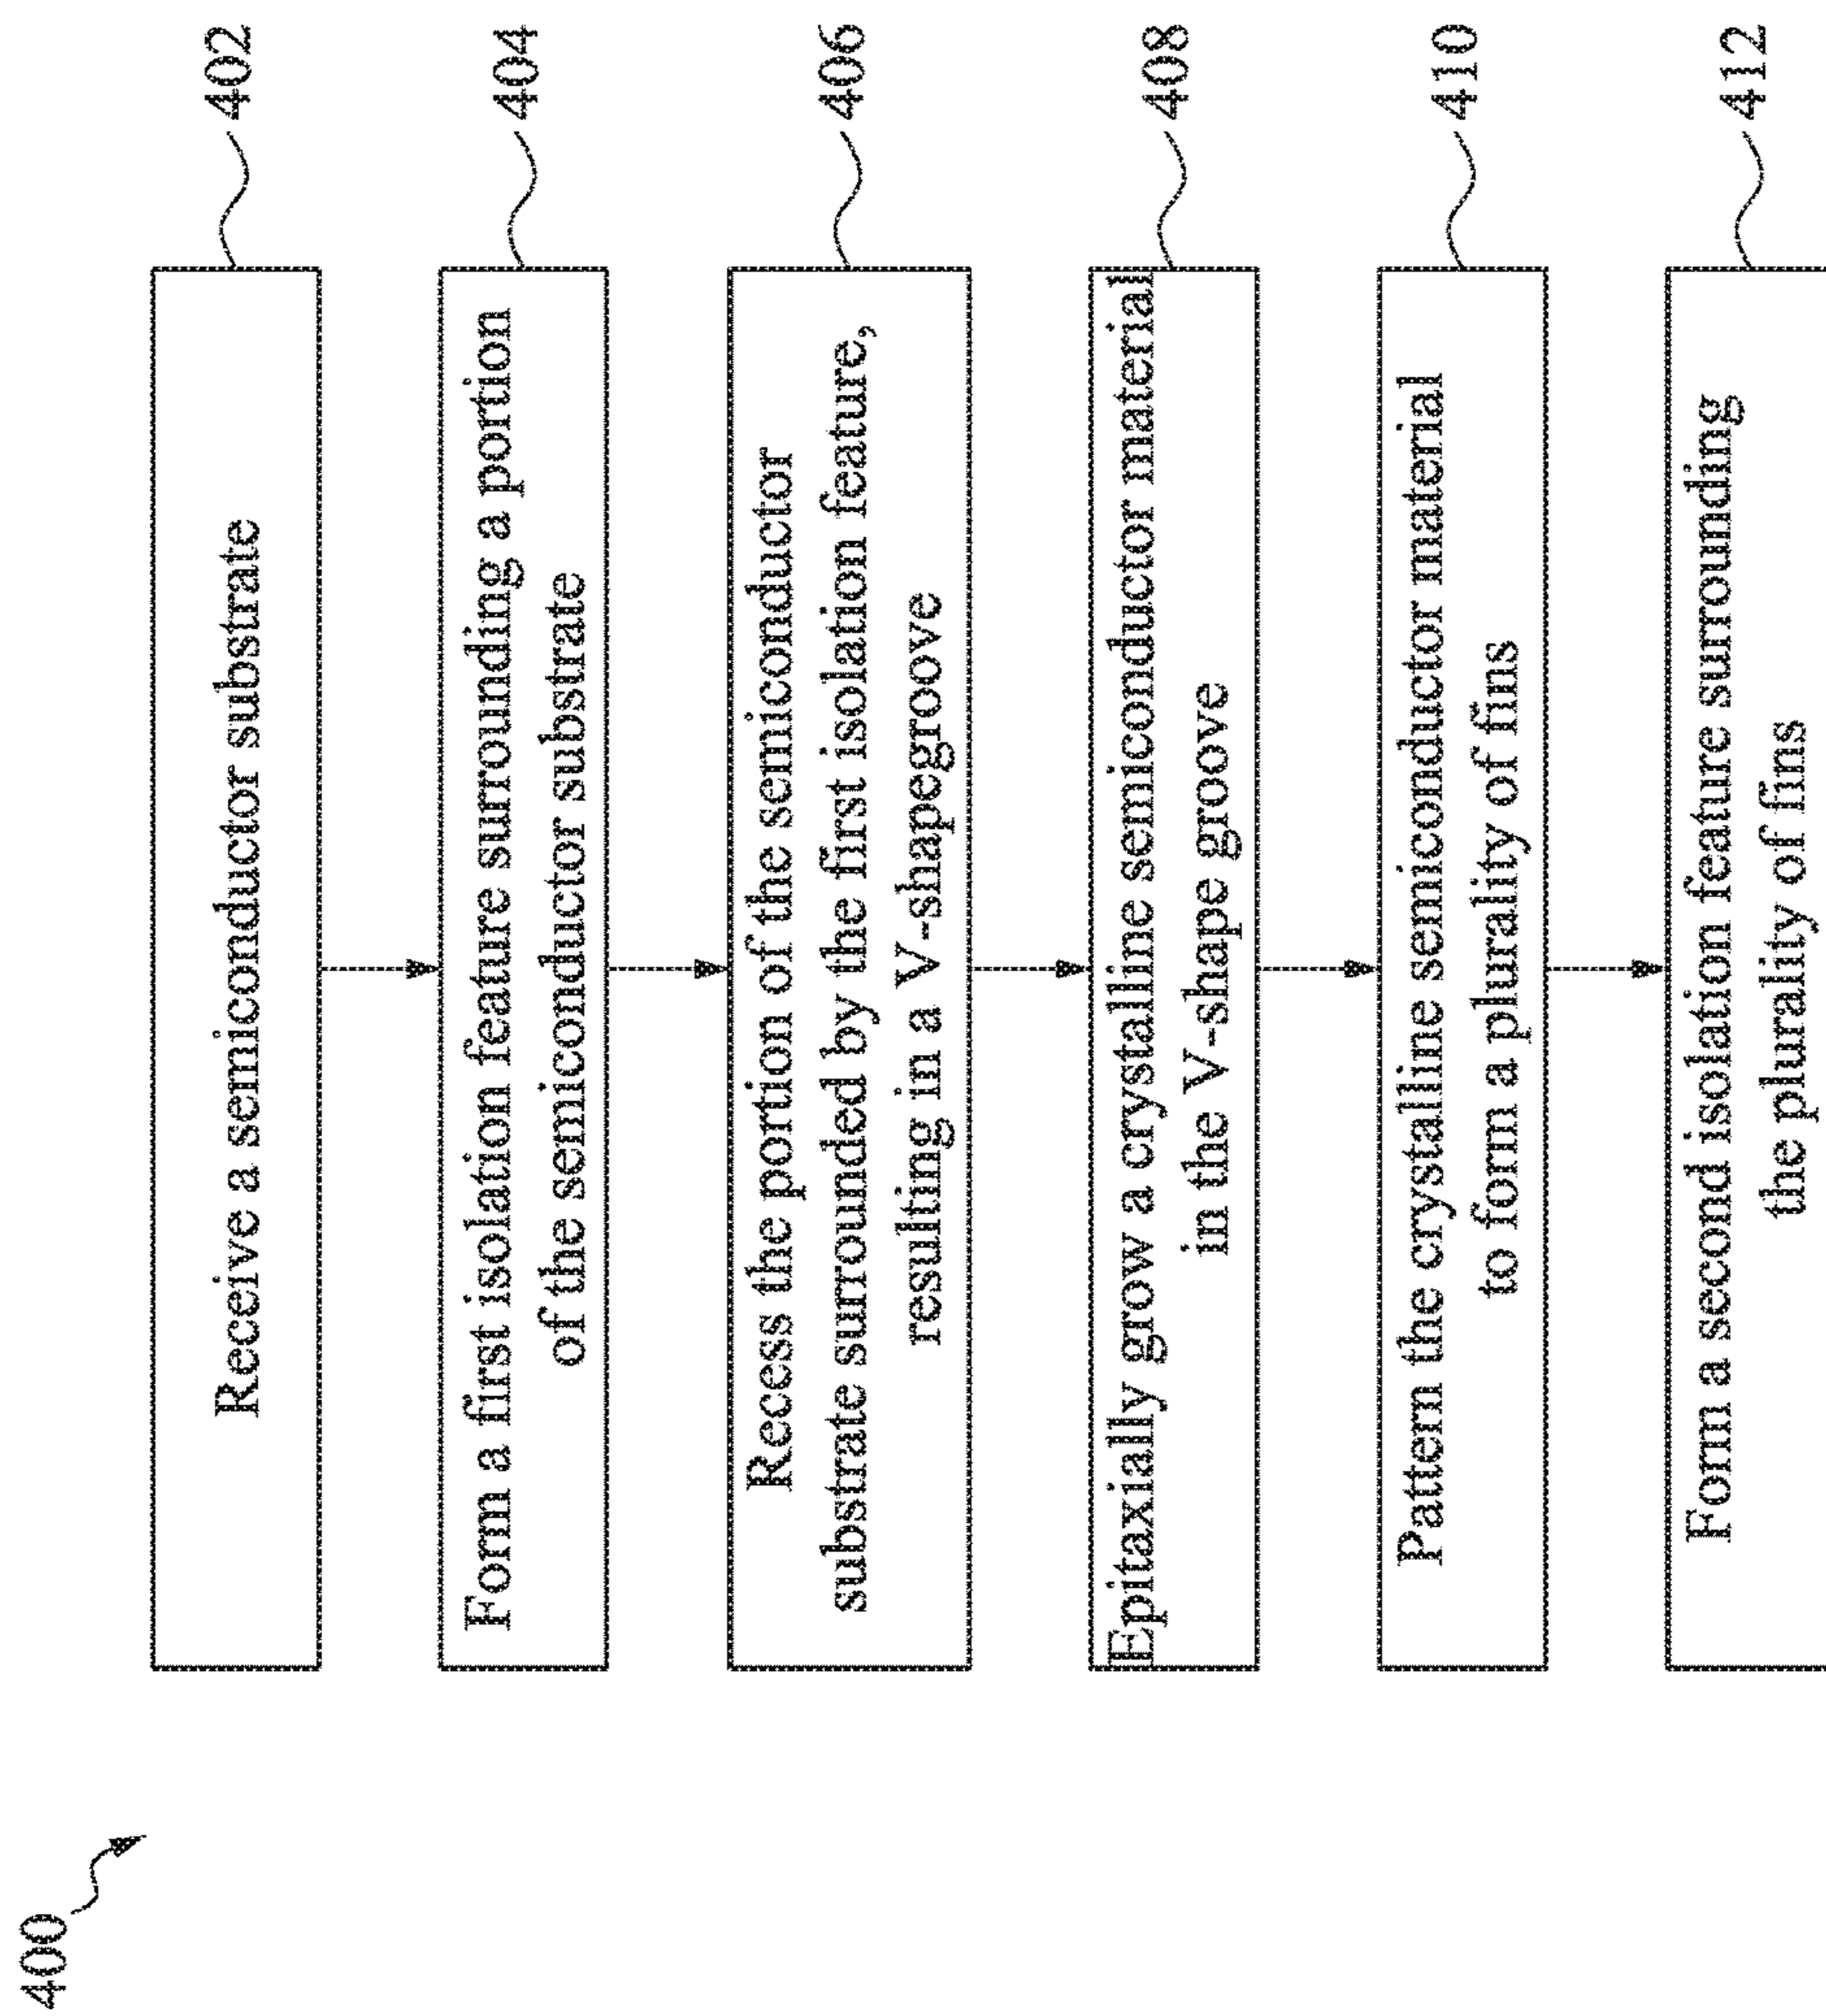 400
Receive a semiconductor substrate
402
Form a first isolation feature surrounding a portion
of the semiconductor substrate
404
Recess the portion of the semiconductor
substrate surrounded by the first isolation feature,
resulting in a V-shapegroove
406
Epitaxially grow a crystalline semiconductor material
in the V-shape groove
408
Pattern the crystalline semiconductor material
to form a plurality of fins
410
Form a second isolation feature surrounding
the plurality of fins
412